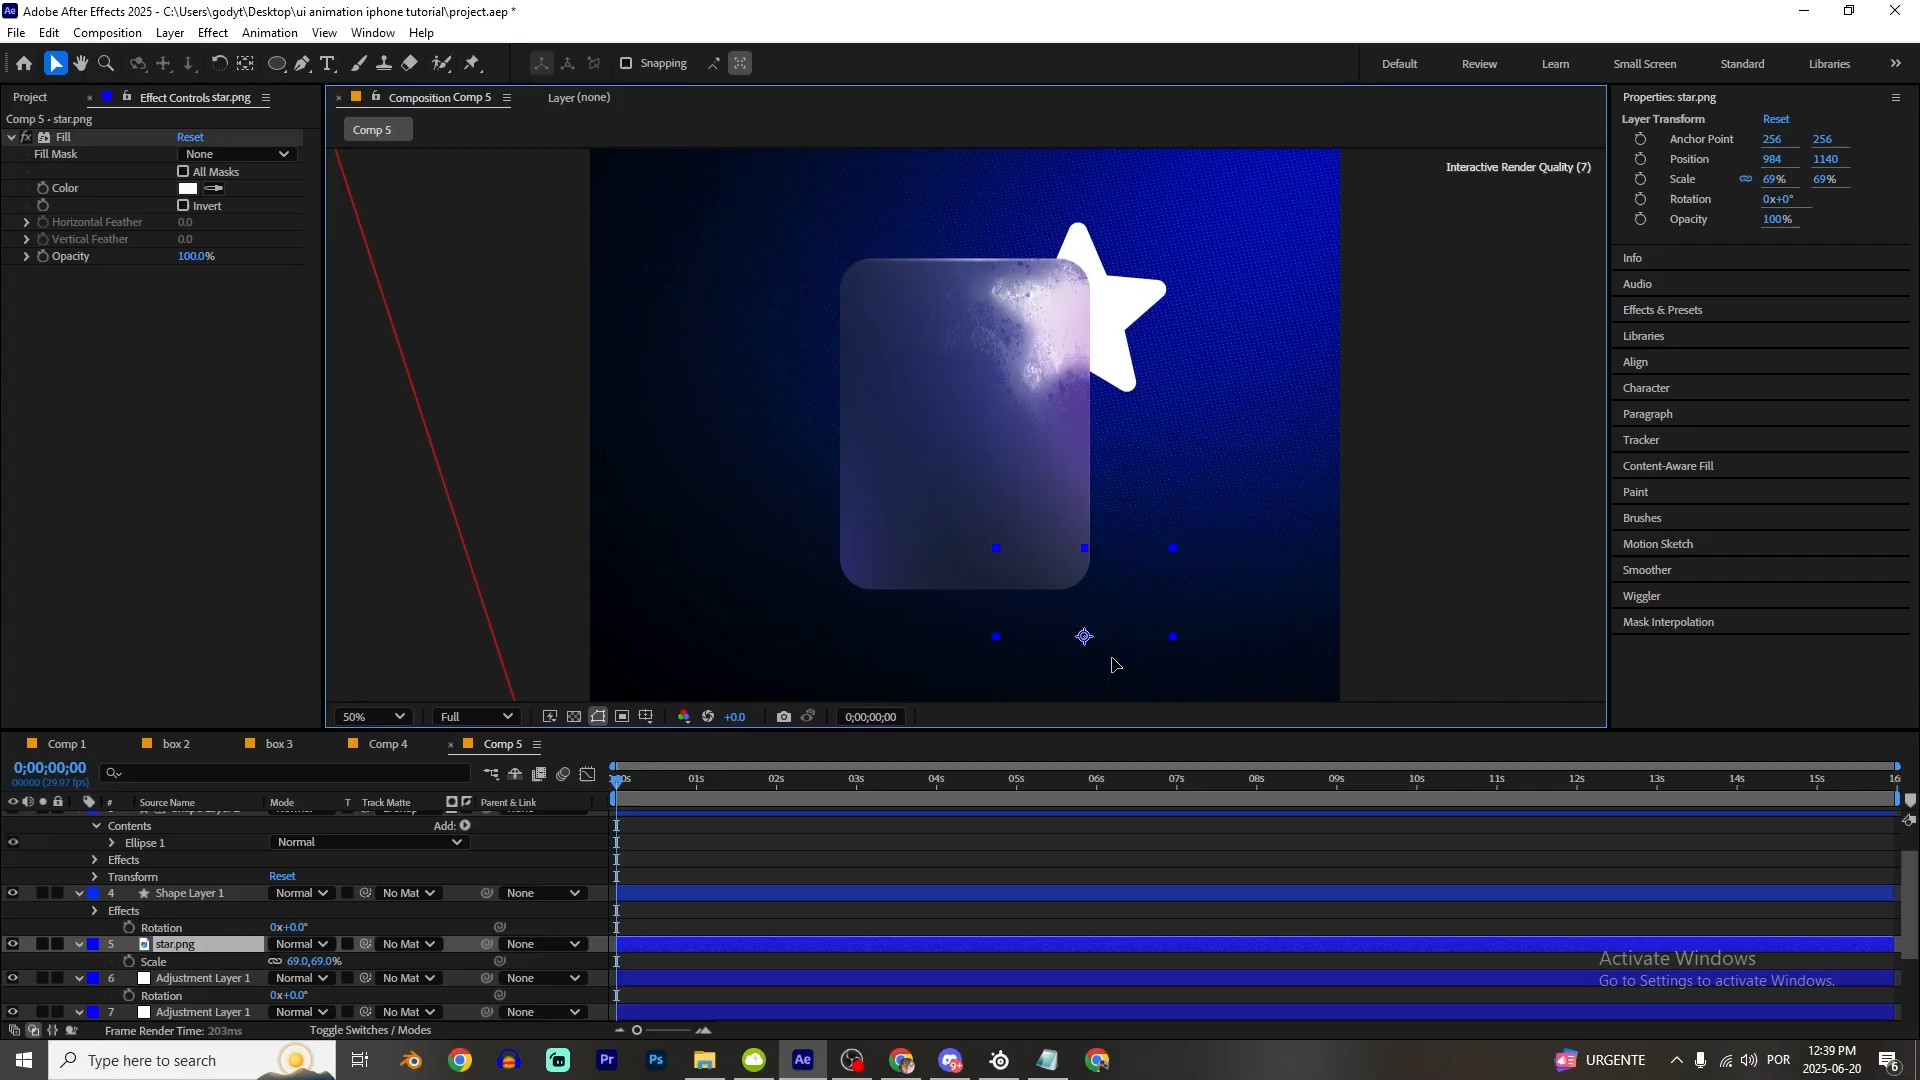 Adobe After Effects 2025 - C:\Users\godyt\Desktop\ui animation iphone tutorial\project.aep *
File Edit Composition Layer Effect Animation View Window Help
Snapping
Default Review Learn Small Screen Standard Libraries
Project Effect Controls star.png
Comp 5 • star.png
fx Fill Reset
Fill Mask None
All Masks
Color
Invert
Horizontal Feather 0.0
Vertical Feather 0.0
Opacity 100.0%
Composition Comp 5 Layer (none)
Comp 5
Interactive Render Quality (7)
50% Full +0.0 0;00;00;00
Properties: star.png
Layer Transform Reset
Anchor Point 256 256
Position 984 1140
Scale 69% 69%
Rotation 0x+0°
Opacity 100%
Info
Audio
Effects & Presets
Libraries
Align
Character
Paragraph
Tracker
Content-Aware Fill
Paint
Brushes
Motion Sketch
Smoother
Wiggler
Mask Interpolation
Comp 1 box 2 box 3 Comp 4 Comp 5
0;00;00;00
00000 (29.97 fps)
01s 02s 03s 04s 05s 06s 07s 08s 09s 10s 11s 12s 13s 14s 15s 16
# Source Name Mode T Track Matte Parent & Link
Contents Add:
Ellipse 1 Normal
Effects
Transform Reset
4 Shape Layer 1 Normal No Mat None
Effects
Rotation 0x+0.0°
5 star.png Normal No Mat None
Scale 69.0,69.0%
6 Adjustment Layer 1 Normal No Mat None
Rotation 0x+0.0°
7 Adjustment Layer 1 Normal No Mat None
Frame Render Time: 203ms Toggle Switches / Modes
Activate Windows
Go to Settings to activate Windows.
Type here to search
URGENTE
POR
12:39 PM
2025-06-20
6